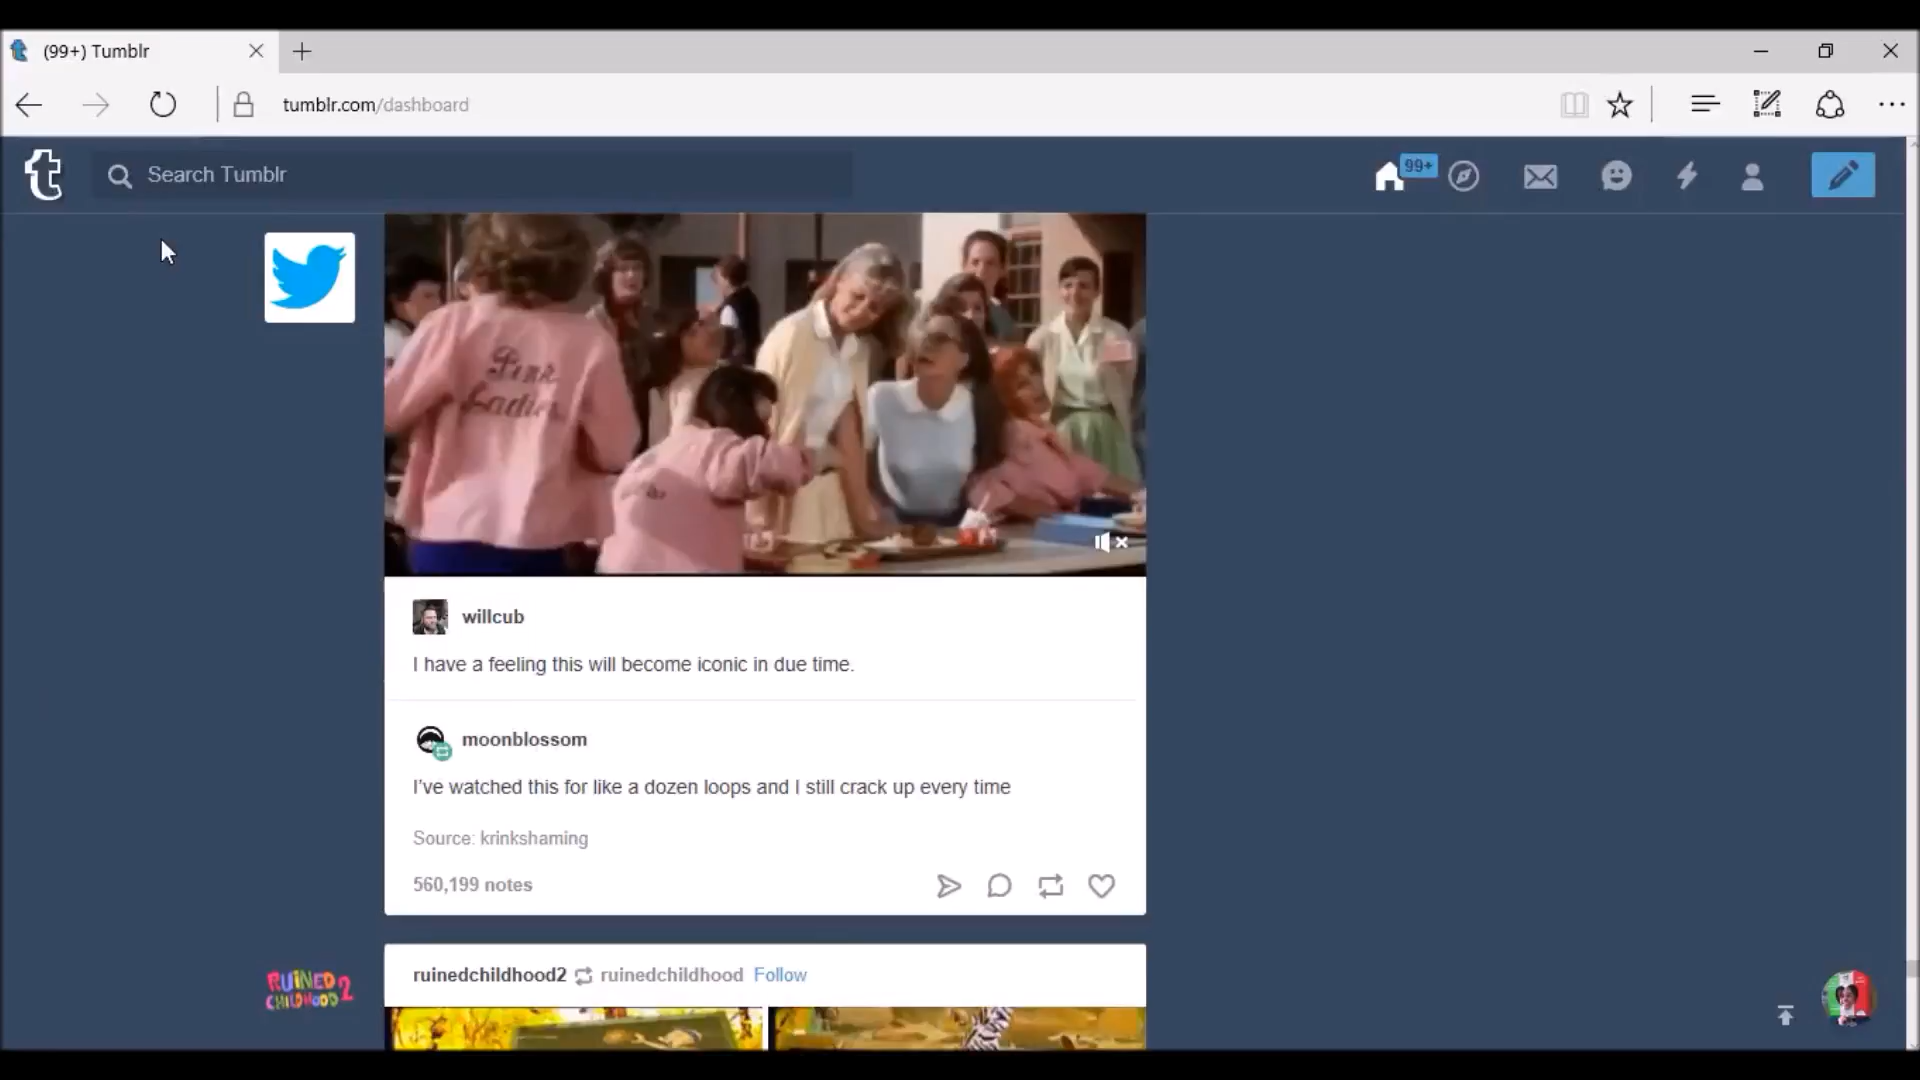 (99+) Tumblr
tumblr.com/dashboard
Search Tumblr
99+
Pink
Ladies
willcub
I have a feeling this will become iconic in due time.
moonblossom
I've watched this for like a dozen loops and I still crack up every time
Source: krinkshaming
560,199 notes
ruinedchildhood2 ruinedchildhood Follow
RUiNED
CHiLDHOOD 2